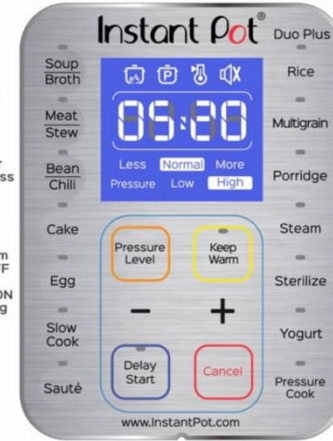 Instant Pot®
Duo Plus
Soup
Broth
Meat
Stew
Bean
Chili
Cake
Egg
Slow
Cook
Sauté
05:30
Less Normal More
Pressure Low High
Pressure
Level
Keep
Warm
- +
Delay
Start
Cancel
Rice
Multigrain
Porridge
Steam
Sterilize
Yogurt
Pressure
Cook
www.InstantPot.com